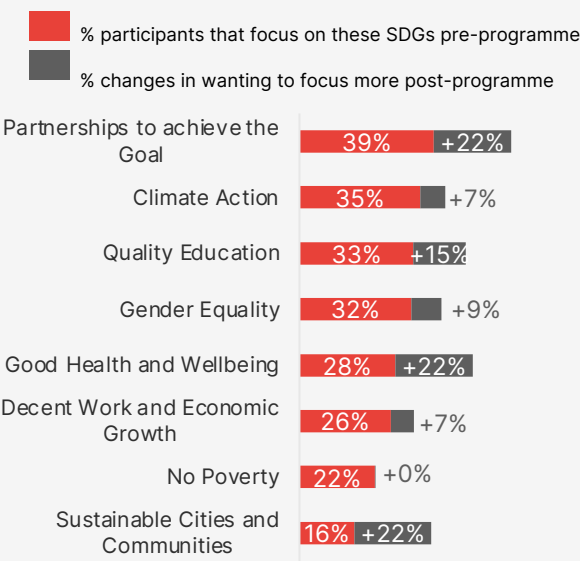 % participants that focus on these SDGs pre-programme
% changes in wanting to focus more post-programme
Partnerships to achieve the
Goal
39% +22%
Climate Action 35% +7%
Quality Education 33% +15%
Gender Equality 32% +9%
Good Health and Wellbeing 28% +22%
Decent Work and Economic
Growth
26% +7%
No Poverty 22% +0%
Sustainable Cities and
Communities
16% +22%